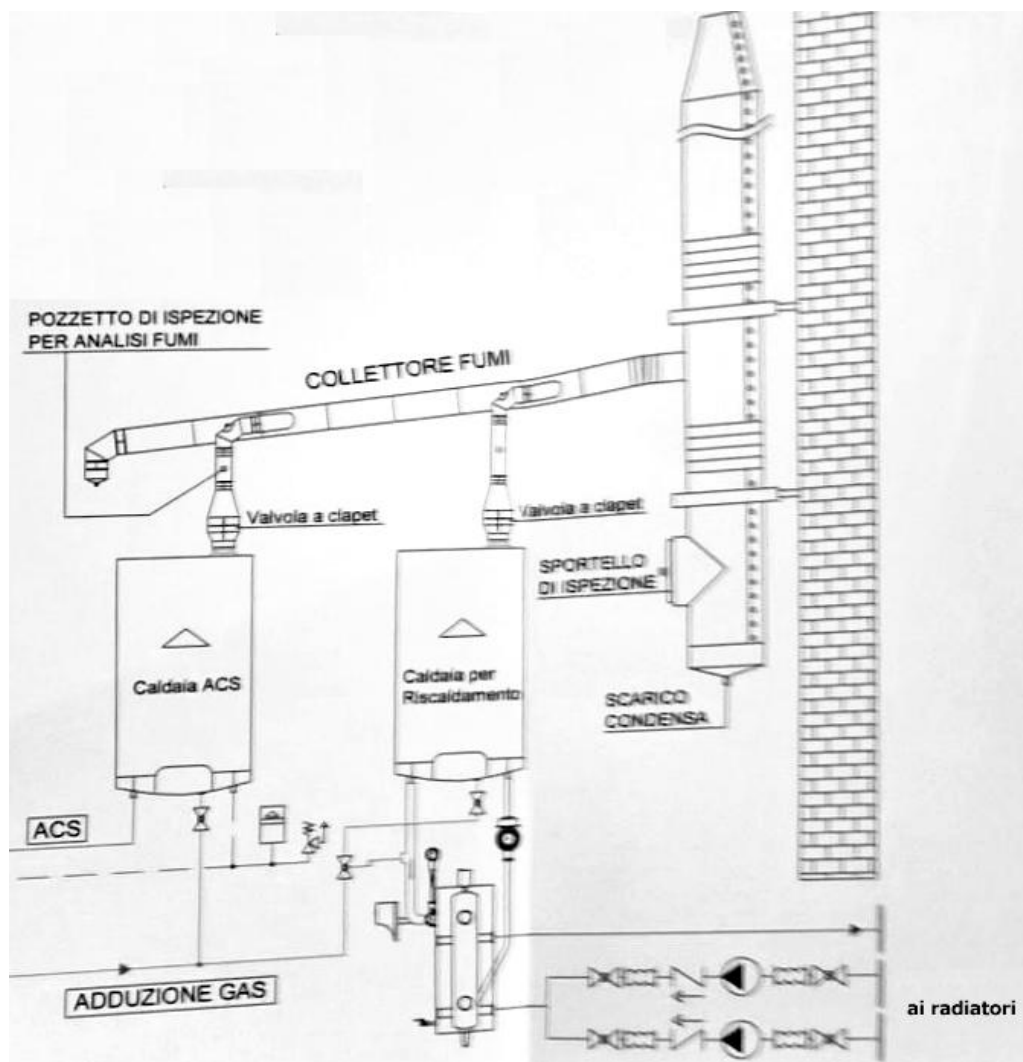 POZZETTO DI ISPEZIONE
PER ANALISI FUMI
COLLETTORE FUMI
Valvola a clapet
Valvola a clapet
SPORTELLO
DI ISPEZIONE
Caldaia ACS
Caldaia per
Riscaldamento
SCARICO
CONDENSA
ACS
ADDUZIONE GAS
ai radiatori